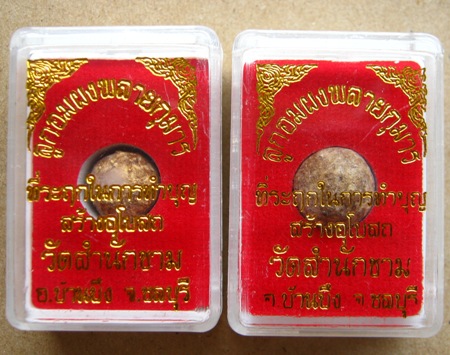 ลูกอมผงพลายกุมาร
ที่ระฤกในการทำบุญ
สร้างอุโบสถ
วัดสำนักขาม
อ.บ้านบึง จ.ชลบุรี
ลูกอมผงพลายกุมาร
ที่ระฤกในการทำบุญ
สร้างอุโบสถ
วัดสำนักขาม
อ.บ้านบึง จ.ชลบุรี